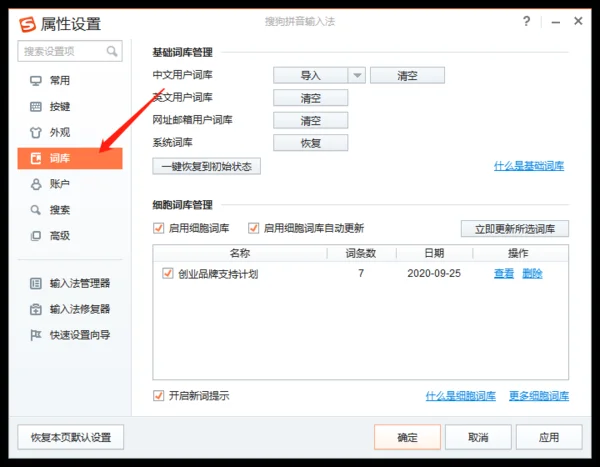 属性设置
搜狗拼音输入法
搜索设置项
常用
按键
外观
词库
账户
搜索
高级
输入法管理器
输入法修复器
快速设置向导
基础词库管理
中文用户词库 导入 清空
英文用户词库 清空
网址邮箱用户词库 清空
系统词库 恢复
一键恢复到初始状态 什么是基础词库
细胞词库管理
启用细胞词库 启用细胞词库自动更新 立即更新所选词库
名称 词条数 日期 操作
创业品牌支持计划 7 2020-09-25 查看 删除
开启新词提示 什么是细胞词库 更多细胞词库
恢复本页默认设置 确定 取消 应用